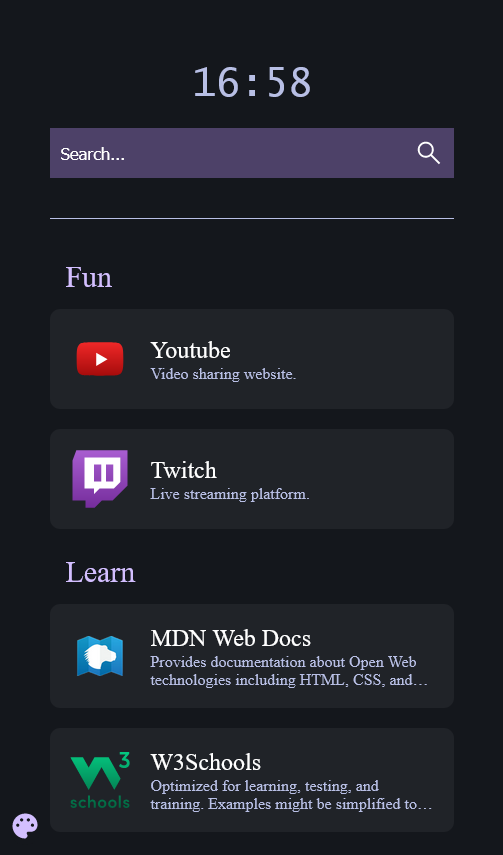 16:58
Search...
Fun
Youtube
Video sharing website.
Twitch
Live streaming platform.
Learn
MDN Web Docs
Provides documentation about Open Web
technologies including HTML, CSS, and...
W3Schools
Optimized for learning, testing, and
training. Examples might be simplified to...
3
schools